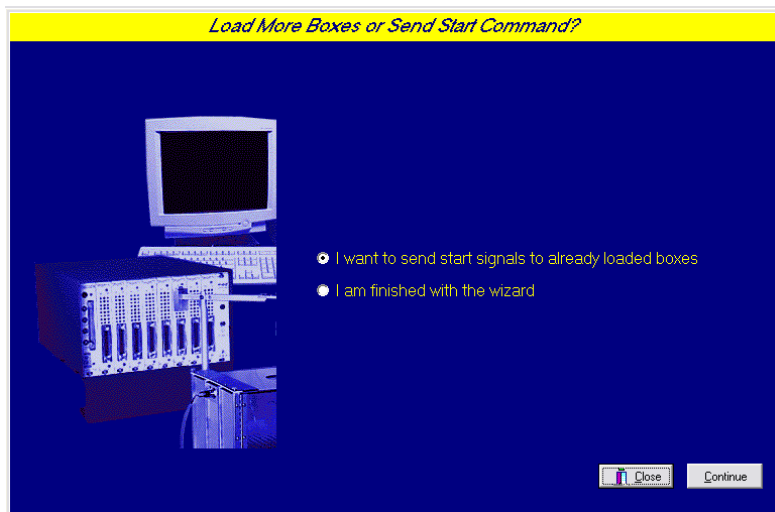 Load More Boxes or Send Start Command?
I want to send start signals to already loaded boxes
I am finished with the wizard
Close
Continue